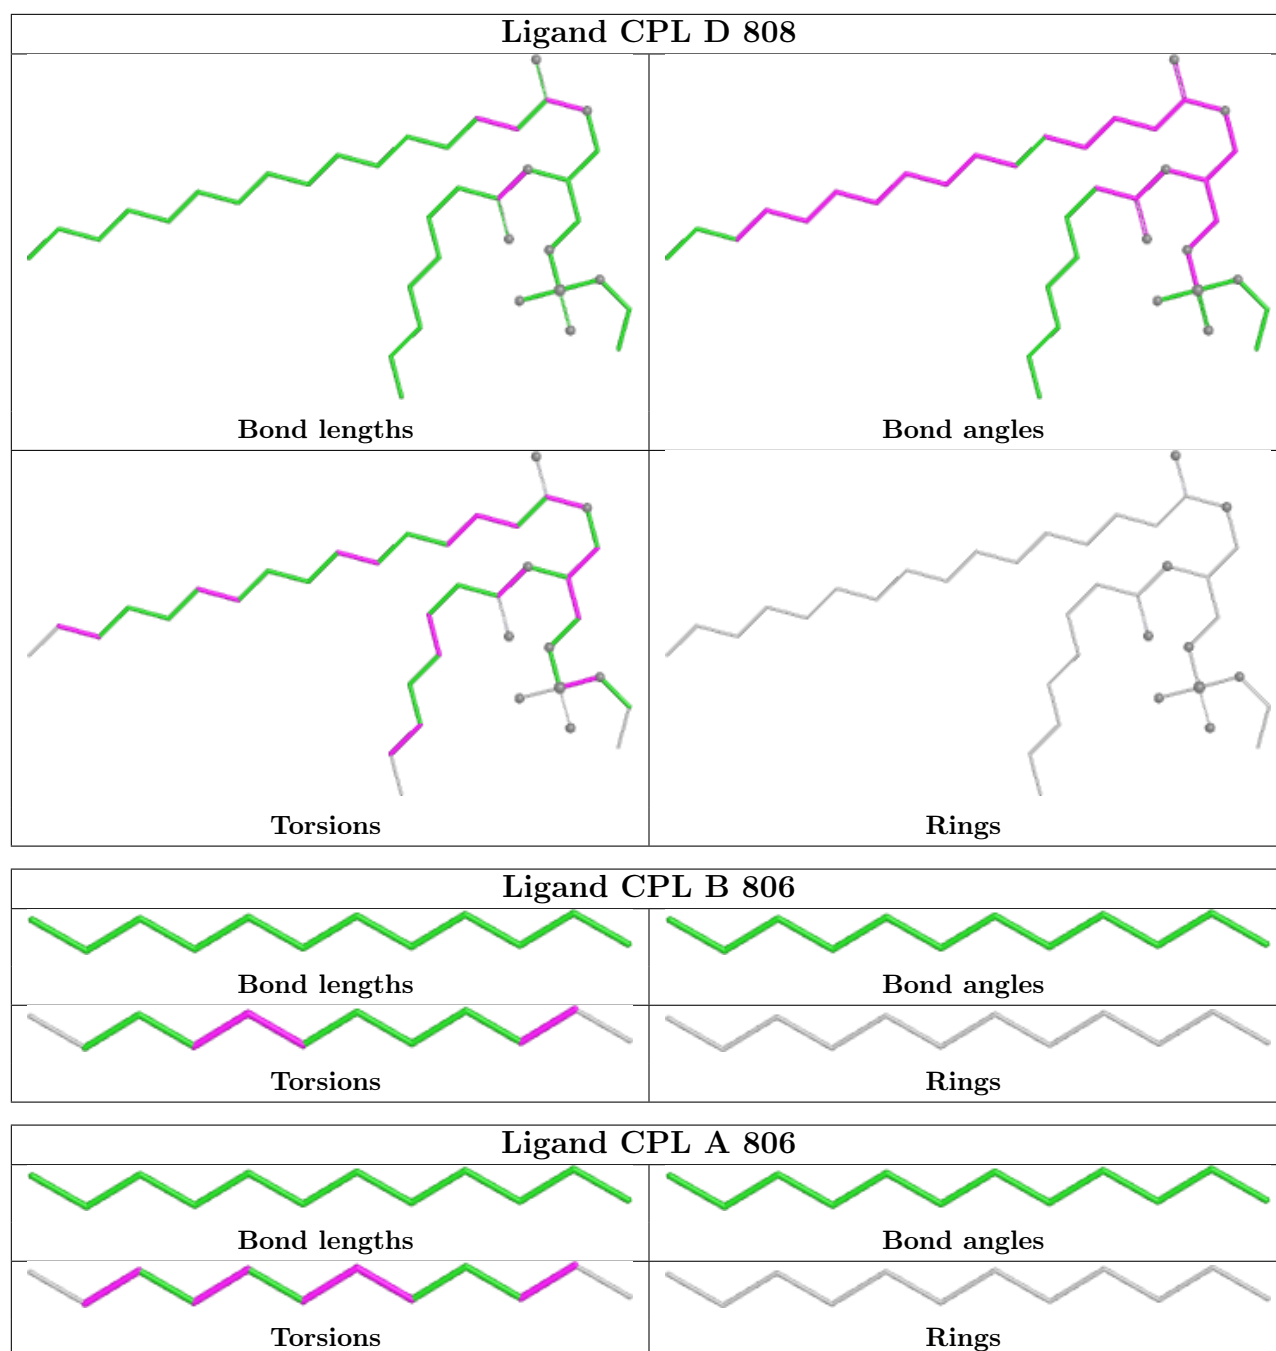 Ligand CPL D 808
Bond lengths
Bond angles
Torsions
Rings
Ligand CPL B 806
Bond lengths
Bond angles
Torsions
Rings
Ligand CPL A 806
Bond lengths
Bond angles
Torsions
Rings